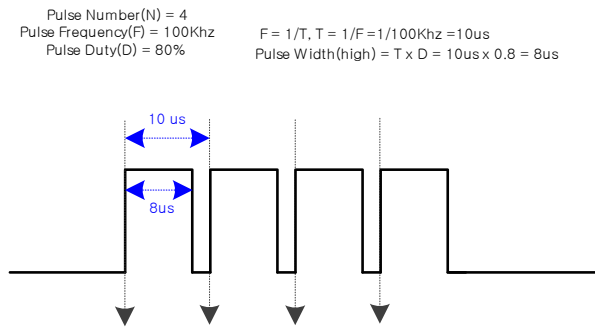 Pulse Number(N) = 4
Pulse Frequency(F) = 100Khz
Pulse Duty(D) = 80%
F = 1/T, T = 1/F =1/100Khz =10us
Pulse Width(high) = T x D = 10us x 0.8 = 8us
10 us
8us